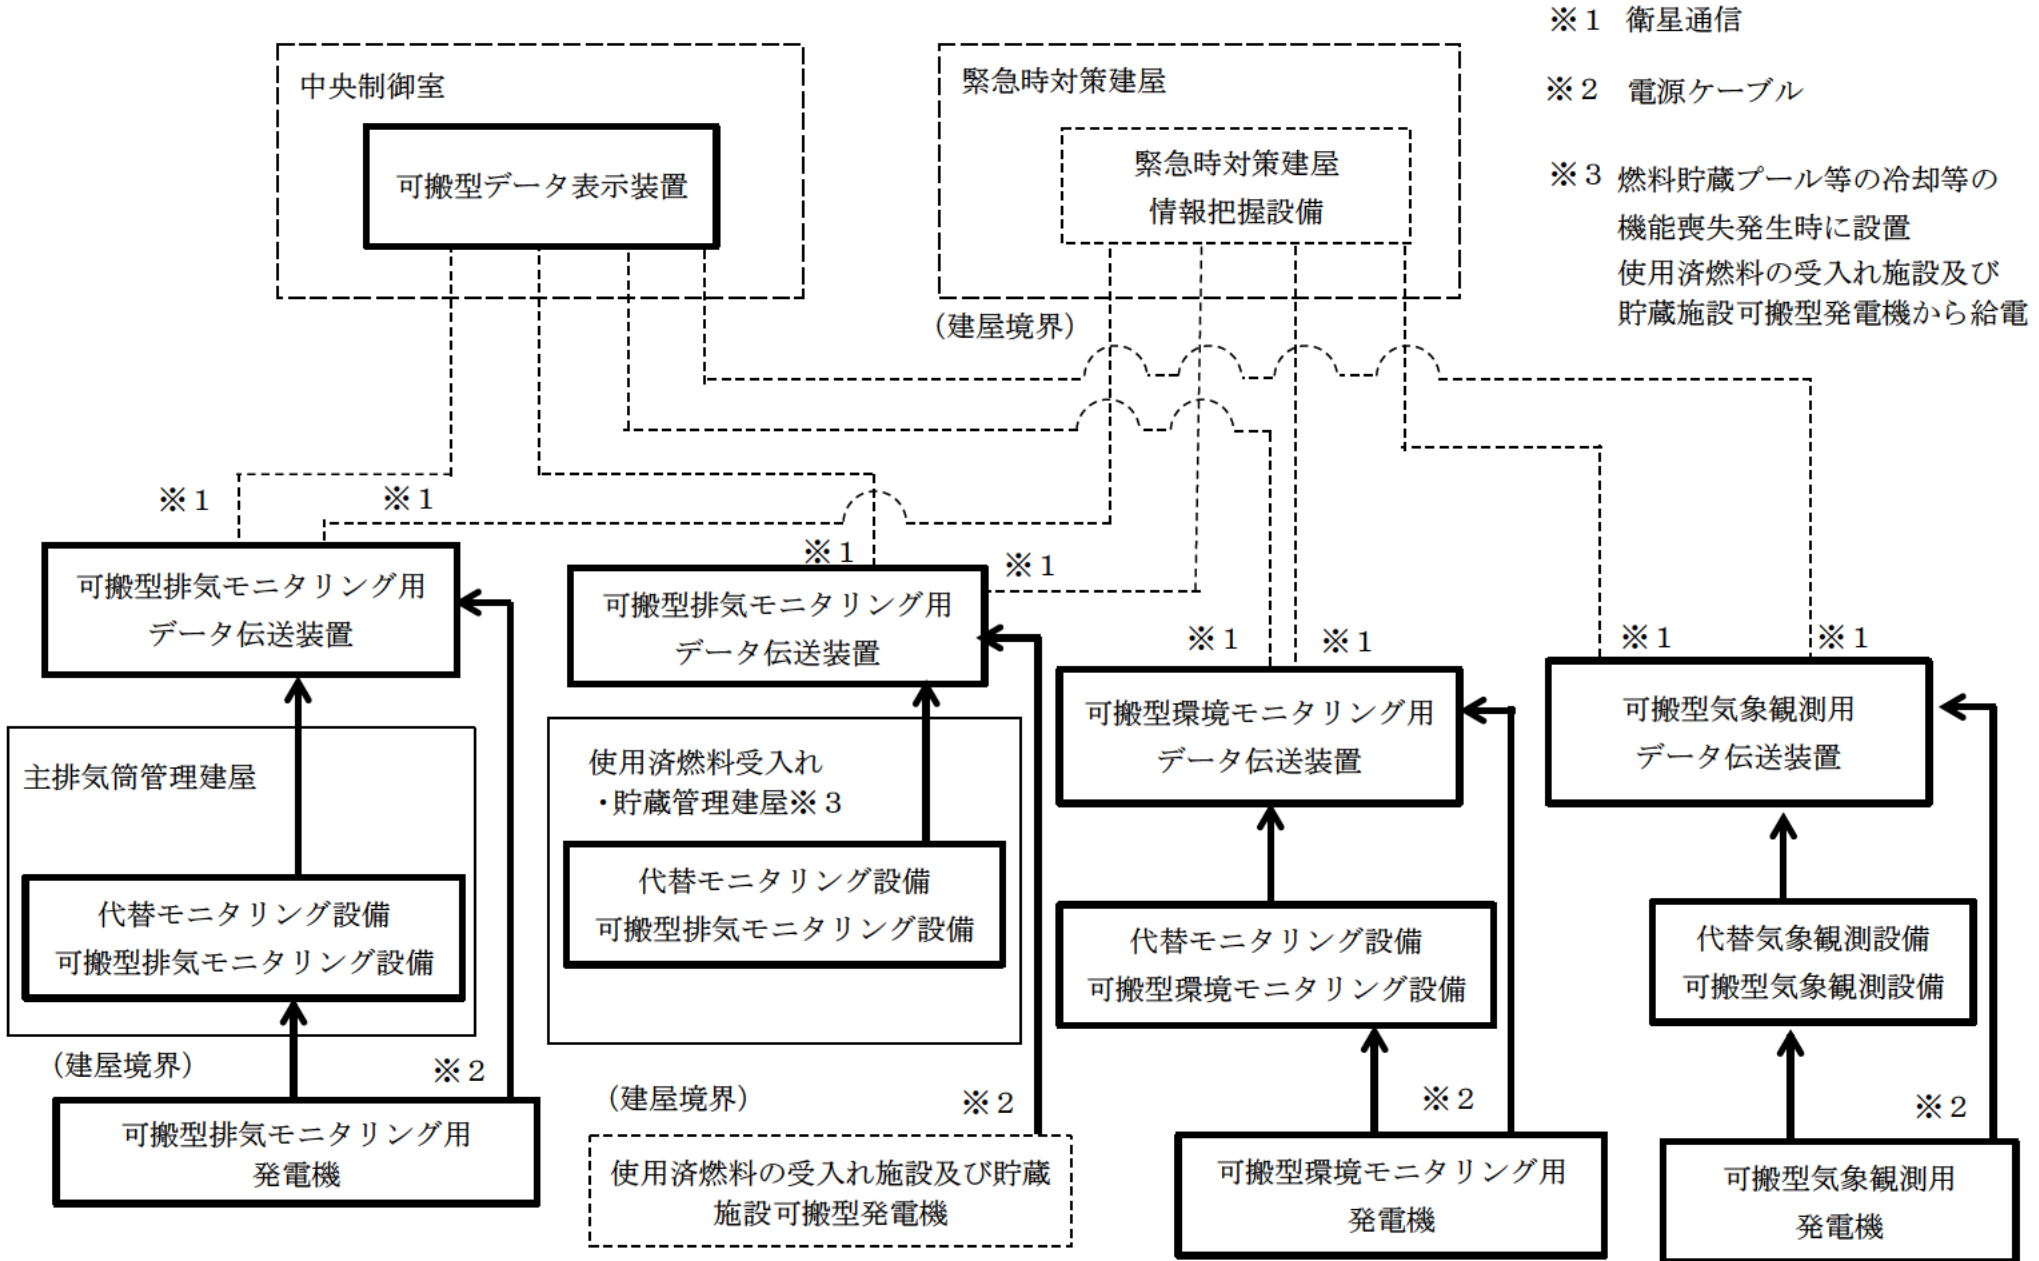 ※１ 衛星通信
※２ 電源ケーブル
※３ 燃料貯蔵プール等の冷却等の
機能喪失発生時に設置
使用済燃料の受入れ施設及び
貯蔵施設可搬型発電機から給電
中央制御室
可搬型データ表示装置
緊急時対策建屋
緊急時対策建屋
情報把握設備
（建屋境界）
※１
※１
※１
※１
※１
※１
※１
※１
可搬型排気モニタリング用
データ伝送装置
可搬型排気モニタリング用
データ伝送装置
可搬型環境モニタリング用
データ伝送装置
可搬型気象観測用
データ伝送装置
主排気筒管理建屋
代替モニタリング設備
可搬型排気モニタリング設備
使用済燃料受入れ
・貯蔵管理建屋※３
代替モニタリング設備
可搬型排気モニタリング設備
代替モニタリング設備
可搬型環境モニタリング設備
代替気象観測設備
可搬型気象観測設備
（建屋境界）
※２
（建屋境界）
※２
※２
※２
可搬型排気モニタリング用
発電機
使用済燃料の受入れ施設及び貯蔵
施設可搬型発電機
可搬型環境モニタリング用
発電機
可搬型気象観測用
発電機